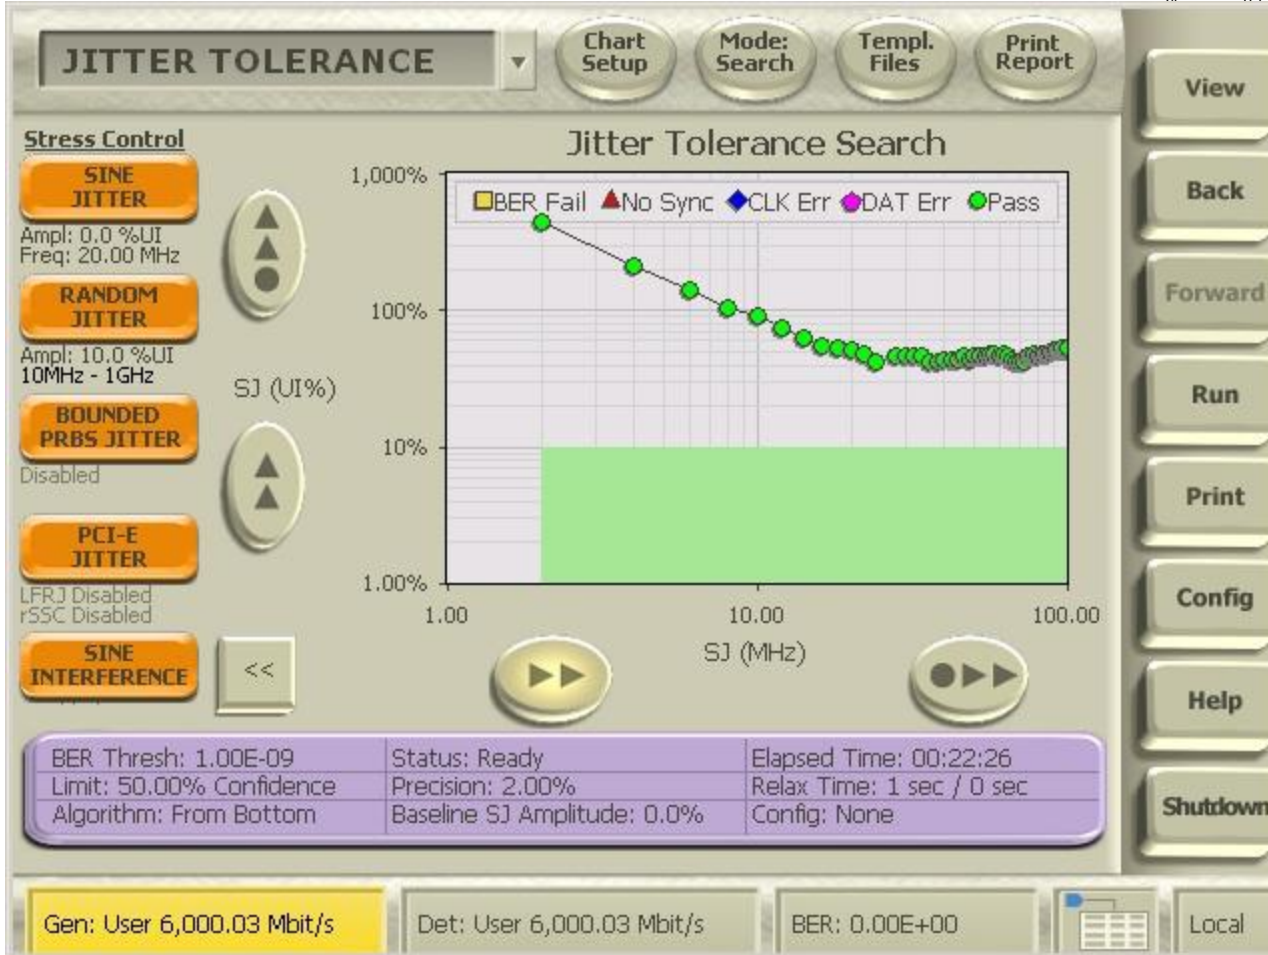 JITTER TOLERANCE
Chart
Setup
Mode:
Search
Templ.
Files
Print
Report
View
Back
Forward
Run
Print
Config
Help
Shutdown
Stress Control
SINE
JITTER
Ampl: 0.0 %UI
Freq: 20.00 MHz
RANDOM
JITTER
Ampl: 10.0 %UI
10MHz - 1GHz
BOUNDED
PRBS JITTER
Disabled
PCI-E
JITTER
LFRJ Disabled
rSSC Disabled
SINE
INTERFERENCE
<<
Jitter Tolerance Search
BER Fail No Sync CLK Err DAT Err Pass
1,000%
100%
SJ (UI%)
10%
1.00%
1.00 10.00 100.00
SJ (MHz)
BER Thresh: 1.00E-09 Status: Ready Elapsed Time: 00:22:26
Limit: 50.00% Confidence Precision: 2.00% Relax Time: 1 sec / 0 sec
Algorithm: From Bottom Baseline SJ Amplitude: 0.0% Config: None
Gen: User 6,000.03 Mbit/s Det: User 6,000.03 Mbit/s BER: 0.00E+00 Local